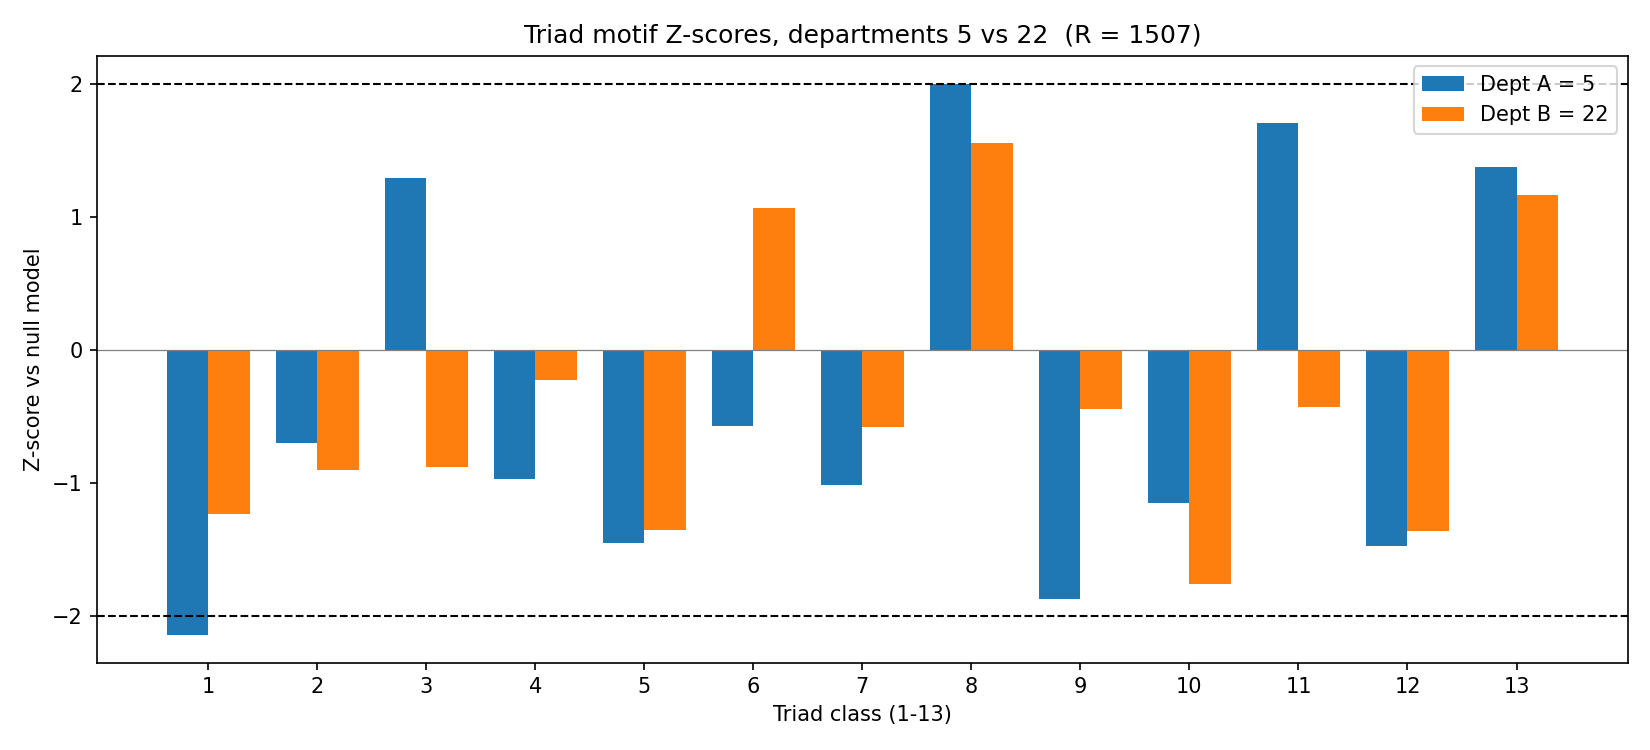 Triad motif Z-scores, departments 5 vs 22  (R = 1507)
Dept A = 5
Dept B = 22
Z-score vs null model
2
1
0
−1
−2
1 2 3 4 5 6 7 8 9 10 11 12 13
Triad class (1-13)